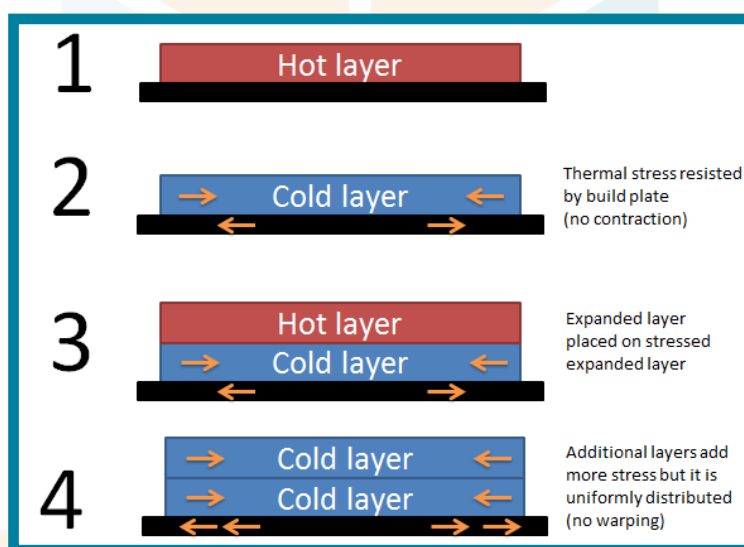 1
Hot layer
2
Cold layer
Thermal stress resisted
by build plate
(no contraction)
3
Hot layer
Cold layer
Expanded layer
placed on stressed
expanded layer
4
Cold layer
Cold layer
Additional layers add
more stress but it is
uniformly distributed
(no warping)